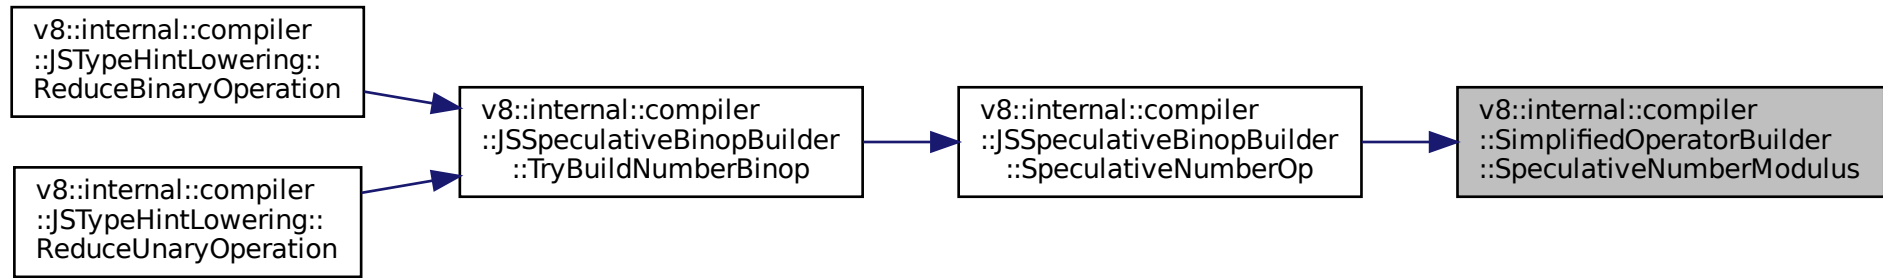 v8::internal::compiler
::JSTypeHintLowering::
ReduceBinaryOperation
v8::internal::compiler
::JSTypeHintLowering::
ReduceUnaryOperation
v8::internal::compiler
::JSSpeculativeBinopBuilder
::TryBuildNumberBinop
v8::internal::compiler
::JSSpeculativeBinopBuilder
::SpeculativeNumberOp
v8::internal::compiler
::SimplifiedOperatorBuilder
::SpeculativeNumberModulus